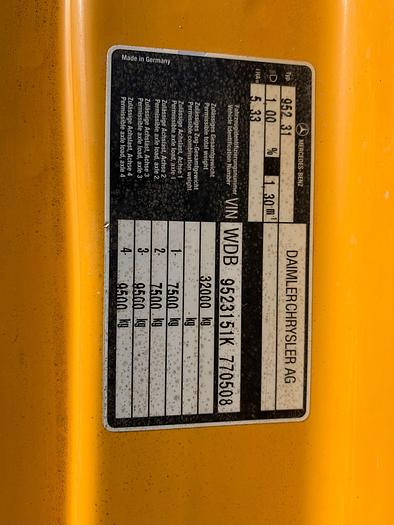 MERCEDES-BENZ
DAIMLERCHRYSLER AG
Typ 952.31
D 1,00 % 1,30 m⁻¹
5,33
Fahrzeugidentifizierungsnummer
Vehicle Identification Number VIN WDB 9523151K 770508
Zulässiges Gesamtgewicht
Permissible total weight 32000 kg
Zulässiges Zug-Gesamtgewicht
Permissible combination weight kg
Zulässige Achslast, Achse 1
Permissible axle load, axle 1 1- 7500 kg
Zulässige Achslast, Achse 2
Permissible axle load, axle 2 2- 7500 kg
Zulässige Achslast, Achse 3
Permissible axle load, axle 3 3- 9500 kg
Zulässige Achslast, Achse 4
Permissible axle load, axle 4 4- 9500 kg
Made in Germany